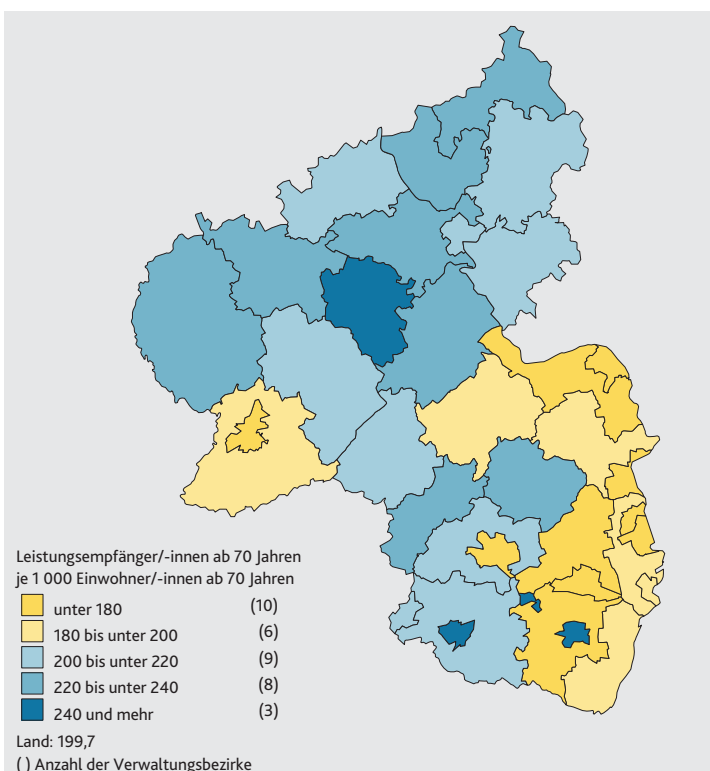 Leistungsempfänger/-innen ab 70 Jahren
je 1 000 Einwohner/-innen ab 70 Jahren
unter 180 (10)
180 bis unter 200 (6)
200 bis unter 220 (9)
220 bis unter 240 (8)
240 und mehr (3)
Land: 199,7
( ) Anzahl der Verwaltungsbezirke